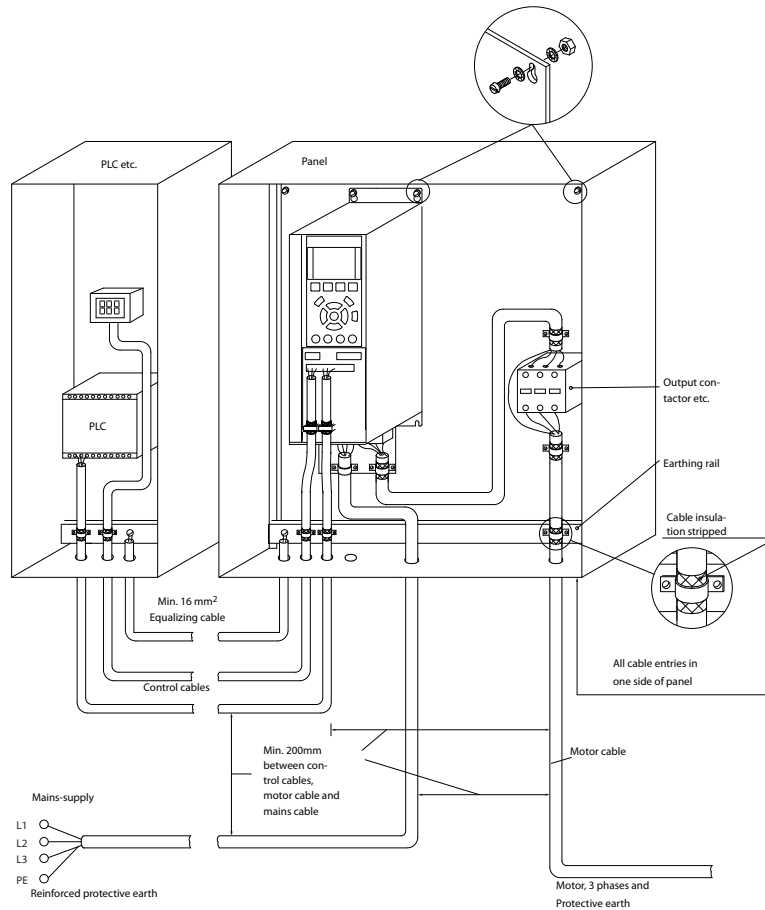 PLC etc.
Panel
PLC
Output con-
tactor etc.
Earthing rail
Cable insula-
tion stripped
Min. 16 mm²
Equalizing cable
Control cables
All cable entries in
one side of panel
Min. 200mm
between con-
trol cables,
motor cable and
mains cable
Motor cable
Mains-supply
L1
L2
L3
PE
Reinforced protective earth
Motor, 3 phases and
Protective earth